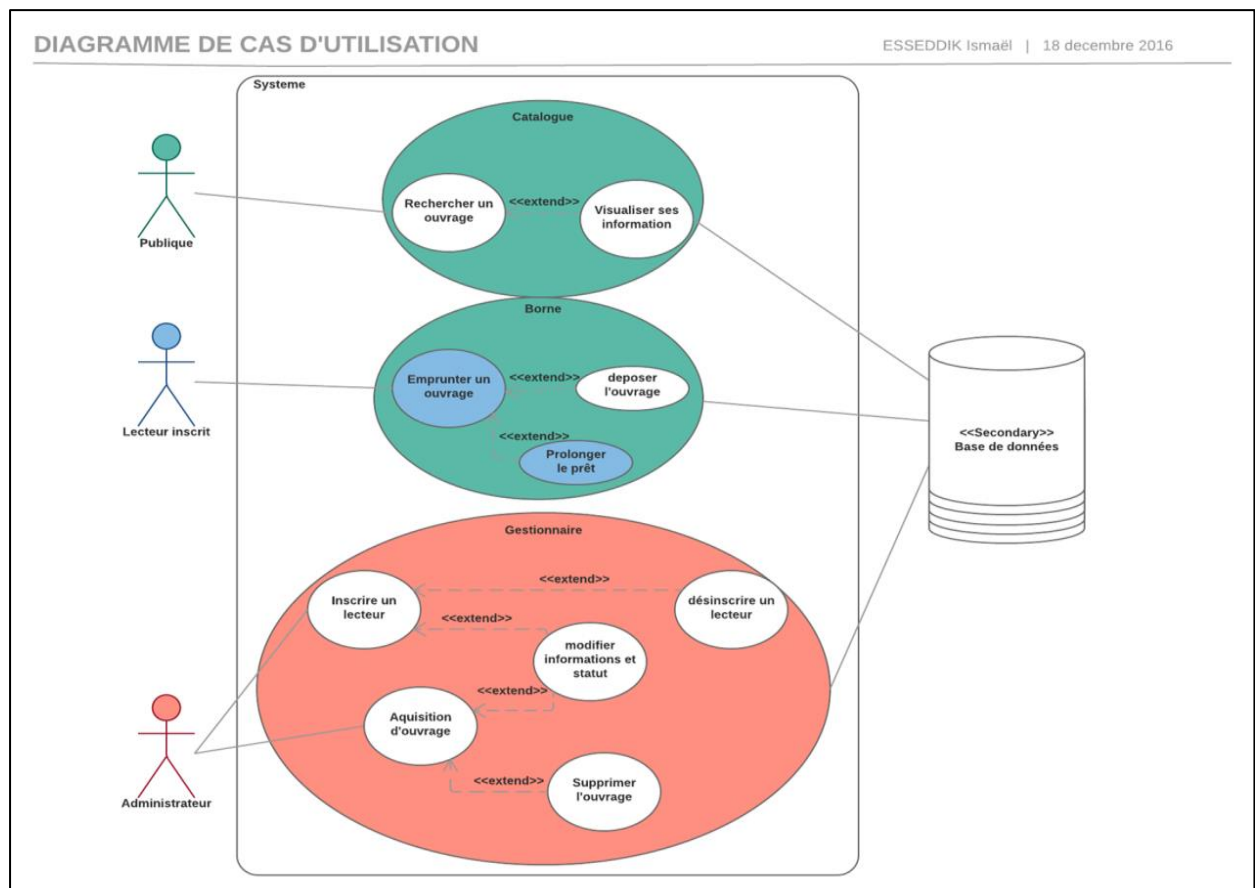 DIAGRAMME DE CAS D'UTILISATION
ESSEDDIK Ismaël | 18 decembre 2016
Systeme
Catalogue
Rechercher un
ouvrage
<<extend>>
Visualiser ses
information
Publique
Borne
Emprunter un
ouvrage
<<extend>>
deposer
l'ouvrage
<<extend>>
Prolonger
le prêt
Lecteur inscrit
<<Secondary>>
Base de données
Gestionnaire
Inscrire un
lecteur
<<extend>>
désinscrire un
lecteur
<<extend>>
modifier
informations et
statut
<<extend>>
Aquisition
d'ouvrage
<<extend>>
Supprimer
l'ouvrage
Administrateur